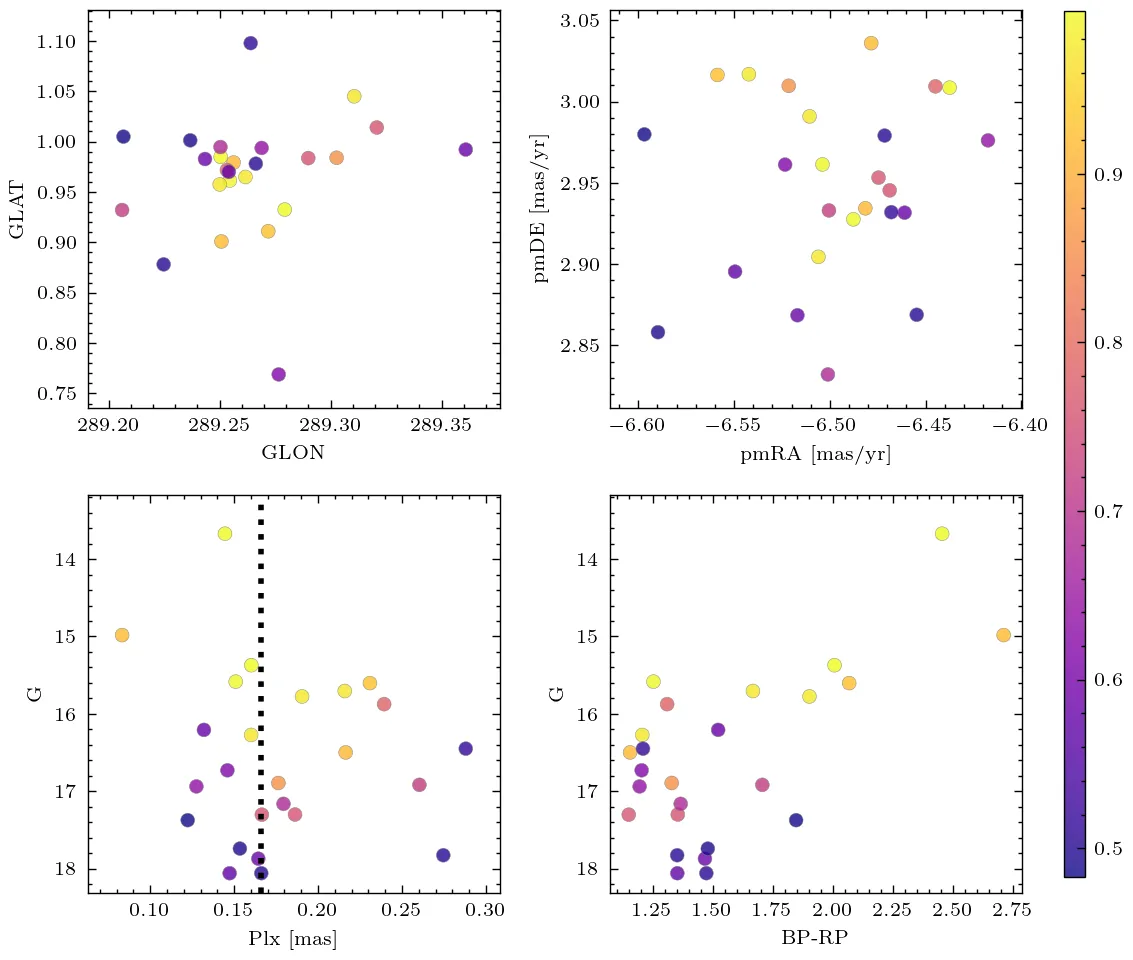 1.10
1.05
1.00
0.95
0.90
0.85
0.80
0.75
GLAT
289.20 289.25 289.30 289.35
GLON
3.05
3.00
2.95
2.90
2.85
pmDE [mas/yr]
−6.60 −6.55 −6.50 −6.45 −6.40
pmRA [mas/yr]
0.9
0.8
0.7
0.6
0.5
14
15
16
17
18
G
0.10 0.15 0.20 0.25 0.30
Plx [mas]
14
15
16
17
18
G
1.25 1.50 1.75 2.00 2.25 2.50 2.75
BP-RP